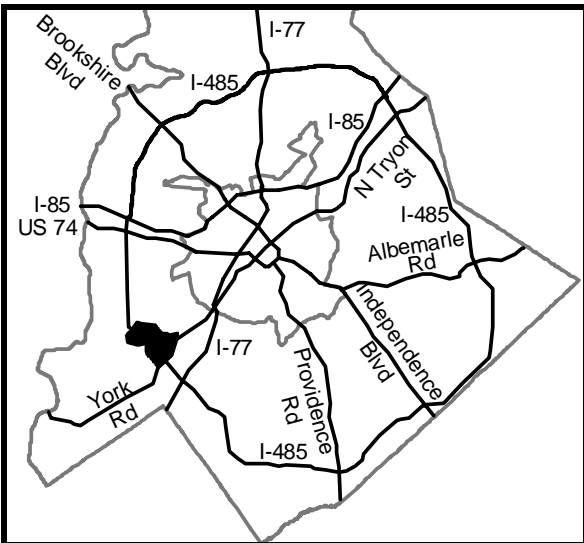 I-77
Brookshire
Blvd
I-485
I-85
N Tryon
St
I-85
US 74
I-485
Albemarle
Rd
Independence
Blvd
I-77
Providence
Rd
York
Rd
I-485